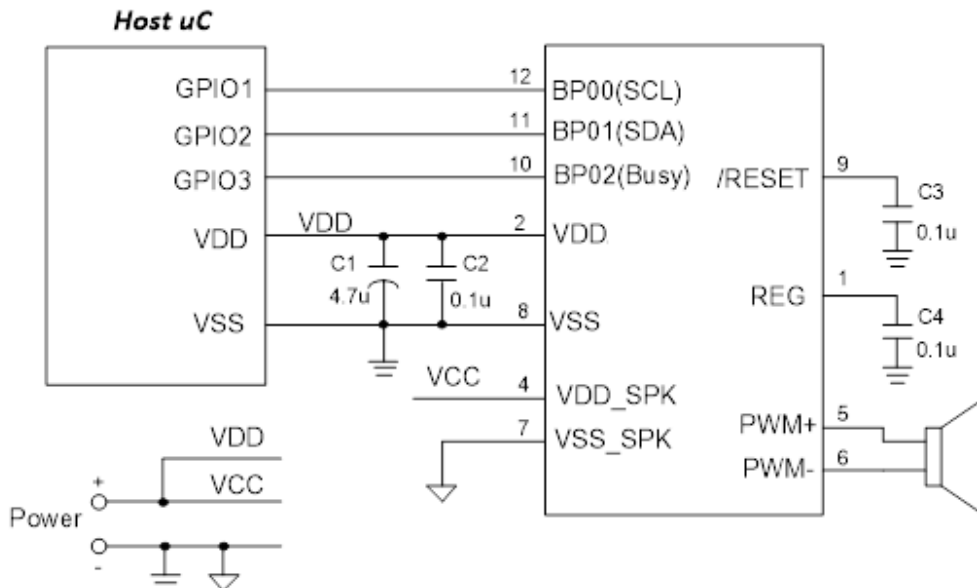 Host uC
GPIO1
12
BP00(SCL)
GPIO2
11
BP01(SDA)
GPIO3
10
BP02(Busy)
/RESET
9
C3
0.1u
VDD
VDD
2
VDD
C1
4.7u
C2
0.1u
REG
1
C4
0.1u
VSS
8
VSS
VCC
4
VDD_SPK
7
VSS_SPK
PWM+
5
PWM-
6
VDD
VCC
Power
+
-